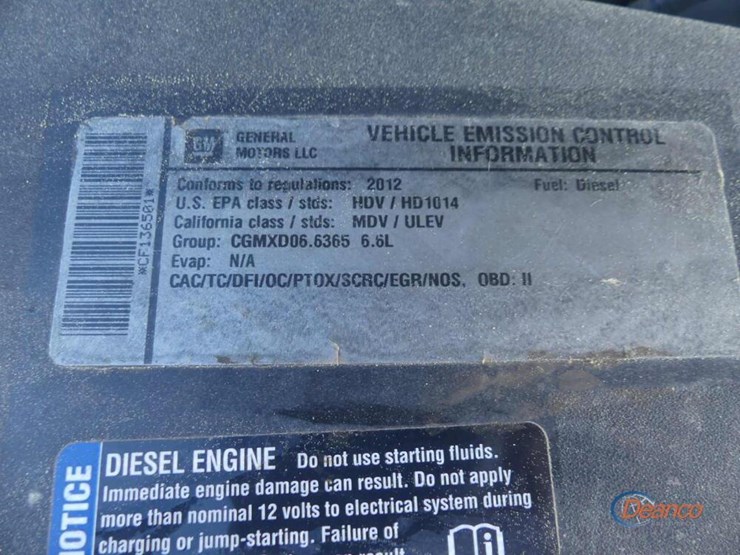 GM
GENERAL
MOTORS LLC
VEHICLE EMISSION CONTROL
INFORMATION
Conforms to regulations: 2012
Fuel: Diesel
U.S. EPA class / stds: HDV / HD1014
California class / stds: MDV / ULEV
Group: CGMXD06.6365 6.6L
Evap: N/A
CAC/TC/DFI/OC/PTOX/SCRC/EGR/NOS. OBD: II
*CF136501*
NOTICE
DIESEL ENGINE Do not use starting fluids.
Immediate engine damage can result. Do not apply
more than nominal 12 volts to electrical system during
charging or jump-starting. Failure of
result
Deanco